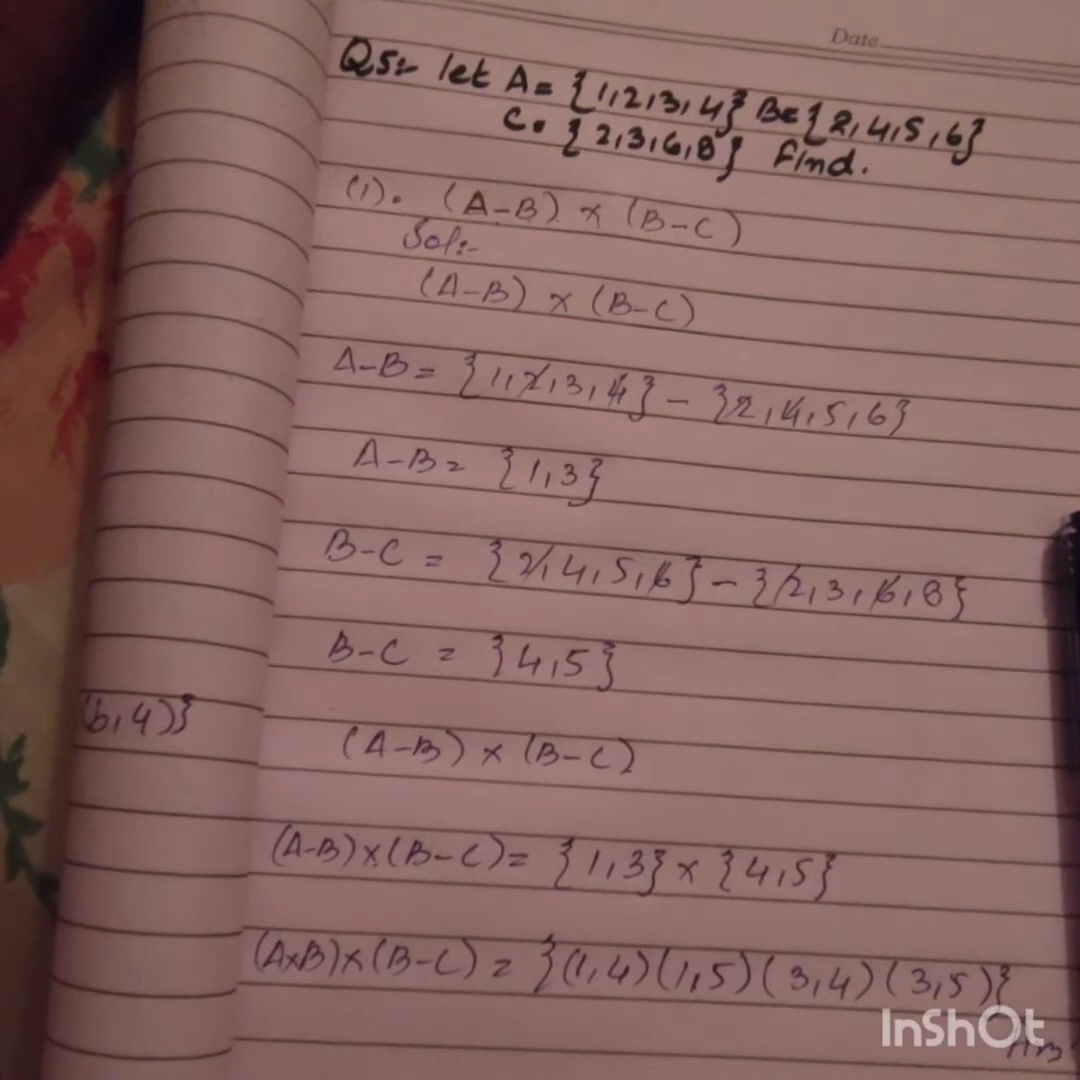 Date
Q5:- let A= {1,2,3,4} B= {2,4,5,6}
C= {2,3,6,8} Find.
(1). (A-B) x (B-C)
Sol:-
(A-B) x (B-C)
A-B = {1,2,3,4} - {2,4,5,6}
A-B = {1,3}
B-C = {2,4,5,6} - {2,3,6,8}
B-C = {4,5}
b,4)}
(A-B) x (B-C)
(A-B)x(B-C) = {1,3} x {4,5}
(AxB)x(B-C) = {(1,4)(1,5)(3,4)(3,5)}
InShOt